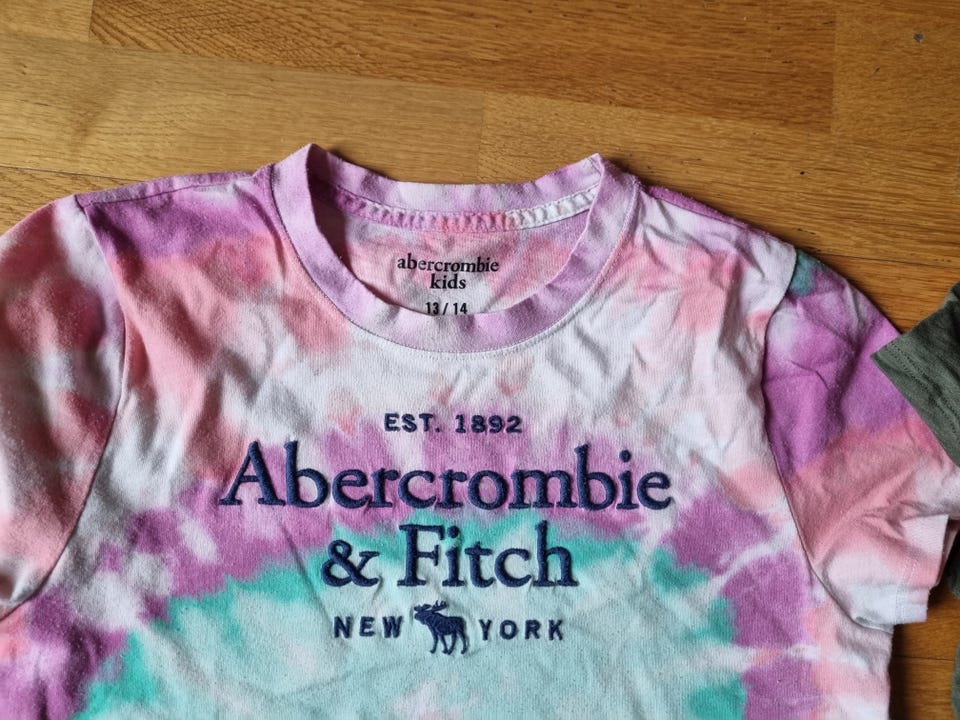 abercrombie
kids
13/14
EST. 1892
Abercrombie
& Fitch
NEW YORK